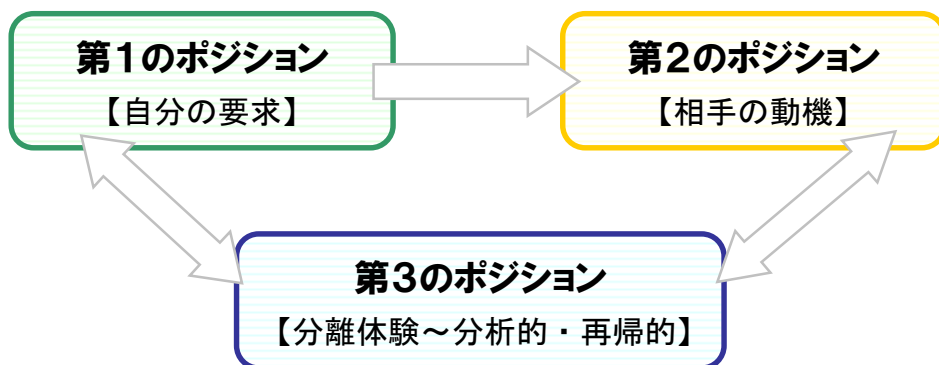 第１のポジション
【自分の要求】
第２のポジション
【相手の動機】
第３のポジション
【分離体験～分析的・再帰的】